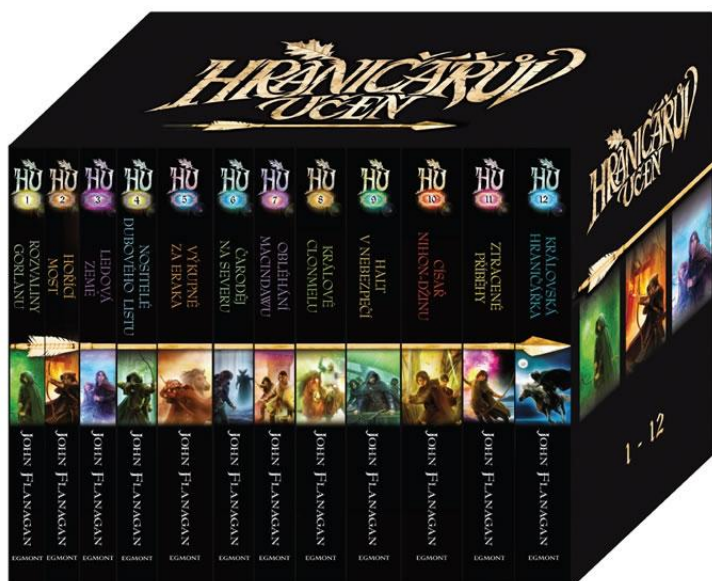 HRANIČÁŘŮV
UČEŇ
HRANIČÁŘŮV
UČEŇ
1 - 12
HU
1
ROZVALINY
GORLANU
JOHN FLANAGAN
EGMONT
HU
2
HOŘÍCÍ
MOST
JOHN FLANAGAN
EGMONT
HU
3
LEDOVÁ
ZEMĚ
JOHN FLANAGAN
EGMONT
HU
4
NOSITELÉ
DUBOVÉHO LISTU
JOHN FLANAGAN
EGMONT
HU
5
VÝKUPNÉ
ZA ERAKA
JOHN FLANAGAN
EGMONT
HU
6
ČARODĚJ
NA SEVERU
JOHN FLANAGAN
EGMONT
HU
7
OBLÉHÁNÍ
MACINDAWU
JOHN FLANAGAN
EGMONT
HU
8
KRÁLOVÉ
CLONMELU
JOHN FLANAGAN
EGMONT
HU
9
HALT
V NEBEZPEČÍ
JOHN FLANAGAN
EGMONT
HU
10
CÍSAŘ
NIHON-DŽINU
JOHN FLANAGAN
EGMONT
HU
11
ZTRACENÉ
PŘÍBĚHY
JOHN FLANAGAN
EGMONT
HU
12
KRÁLOVSKÁ
HRANIČÁŘKA
JOHN FLANAGAN
EGMONT